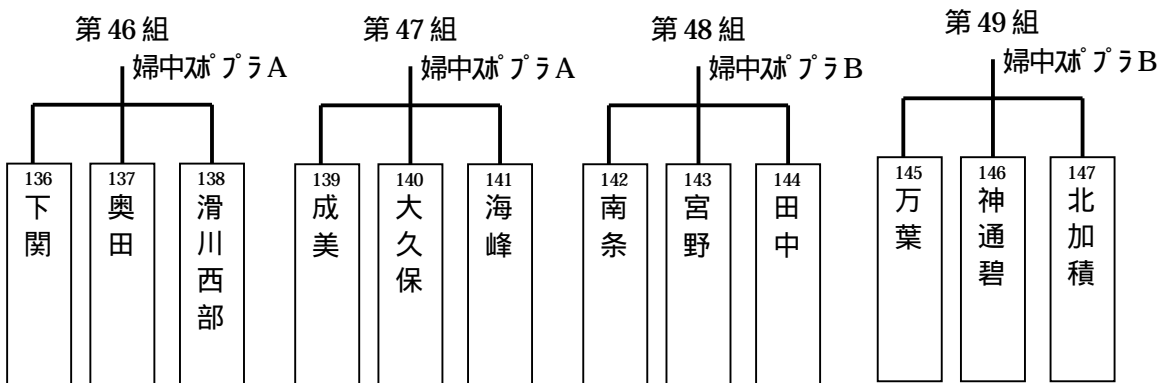 第46組
婦中ｽﾎﾟﾌﾟﾗA
136
下関
137
奥田
138
滑川西部
第47組
婦中ｽﾎﾟﾌﾟﾗA
139
成美
140
大久保
141
海峰
第48組
婦中ｽﾎﾟﾌﾟﾗB
142
南条
143
宮野
144
田中
第49組
婦中ｽﾎﾟﾌﾟﾗB
145
万葉
146
神通碧
147
北加積